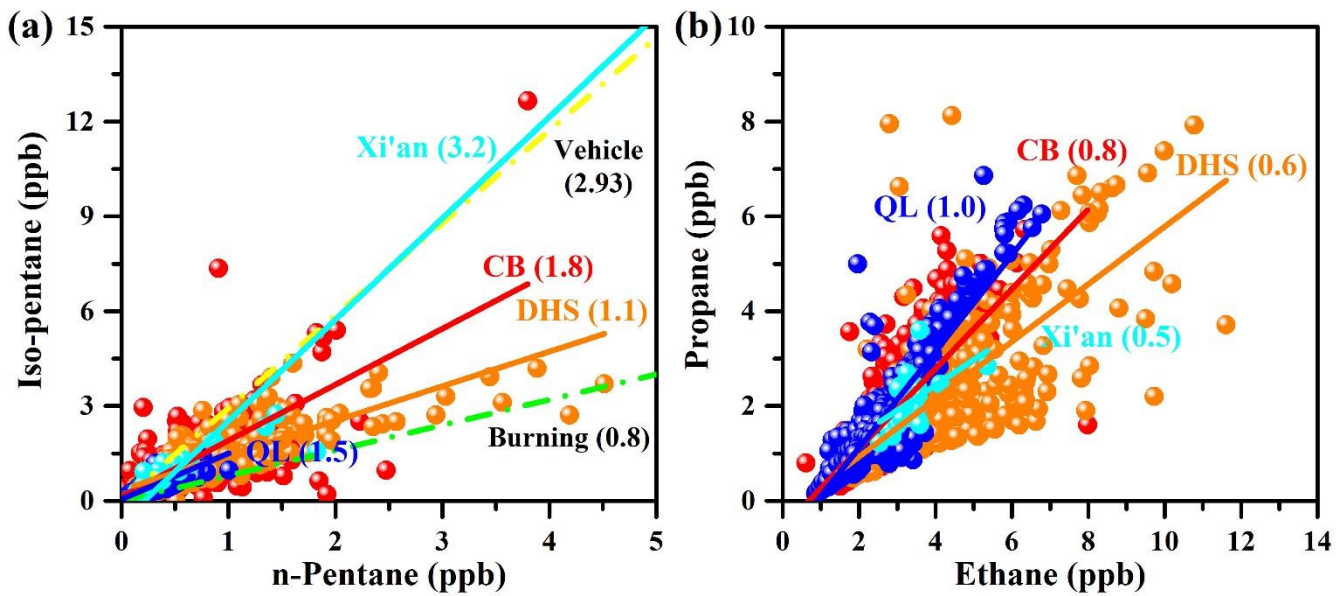 (a)
15
12
9
6
3
0
Iso-pentane (ppb)
Xi'an (3.2)
Vehicle
(2.93)
CB (1.8)
DHS (1.1)
QL (1.5)
Burning (0.8)
0 1 2 3 4 5
n-Pentane (ppb)
(b)
10
8
6
4
2
0
Propane (ppb)
CB (0.8)
DHS (0.6)
QL (1.0)
Xi'an (0.5)
2 4 6 8 10 12 14
0
Ethane (ppb)